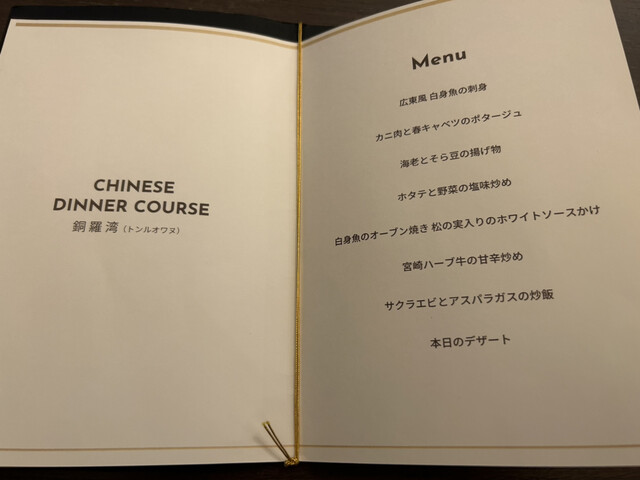 CHINESE
DINNER COURSE
銅羅湾（トンルオワヌ）
Menu
広東風 白身魚の刺身
カニ肉と春キャベツのポタージュ
海老とそら豆の揚げ物
ホタテと野菜の塩味炒め
白身魚のオーブン焼き 松の実入りのホワイトソースかけ
宮崎ハーブ牛の甘辛炒め
サクラエビとアスパラガスの炒飯
本日のデザート